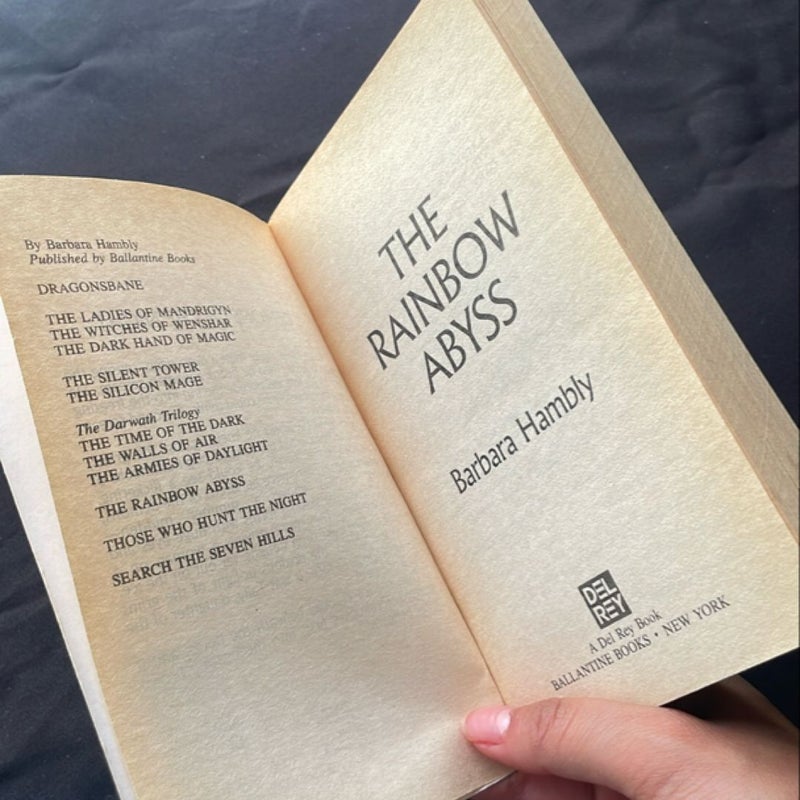 By Barbara Hambly
Published by Ballantine Books
DRAGONSBANE
THE LADIES OF MANDRIGYN
THE WITCHES OF WENSHAR
THE DARK HAND OF MAGIC
THE SILENT TOWER
THE SILICON MAGE
The Darwath Trilogy
THE TIME OF THE DARK
THE WALLS OF AIR
THE ARMIES OF DAYLIGHT
THE RAINBOW ABYSS
THOSE WHO HUNT THE NIGHT
SEARCH THE SEVEN HILLS
THE
RAINBOW
ABYSS
Barbara Hambly
DEL
REY
A Del Rey Book
BALLANTINE BOOKS • NEW YORK